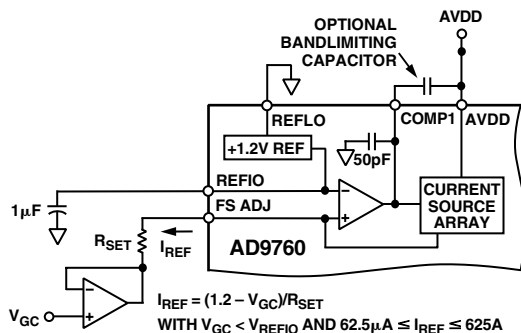 OPTIONAL
BANDLIMITING
CAPACITOR
AVDD
REFLO
COMP1
AVDD
+1.2V REF
50pF
REFIO
1µF
FS ADJ
CURRENT
SOURCE
ARRAY
RSET
IREF
AD9760
VGC
IREF = (1.2 – VGC)/RSET
WITH VGC < VREFIO AND 62.5µA ≤ IREF ≤ 625A